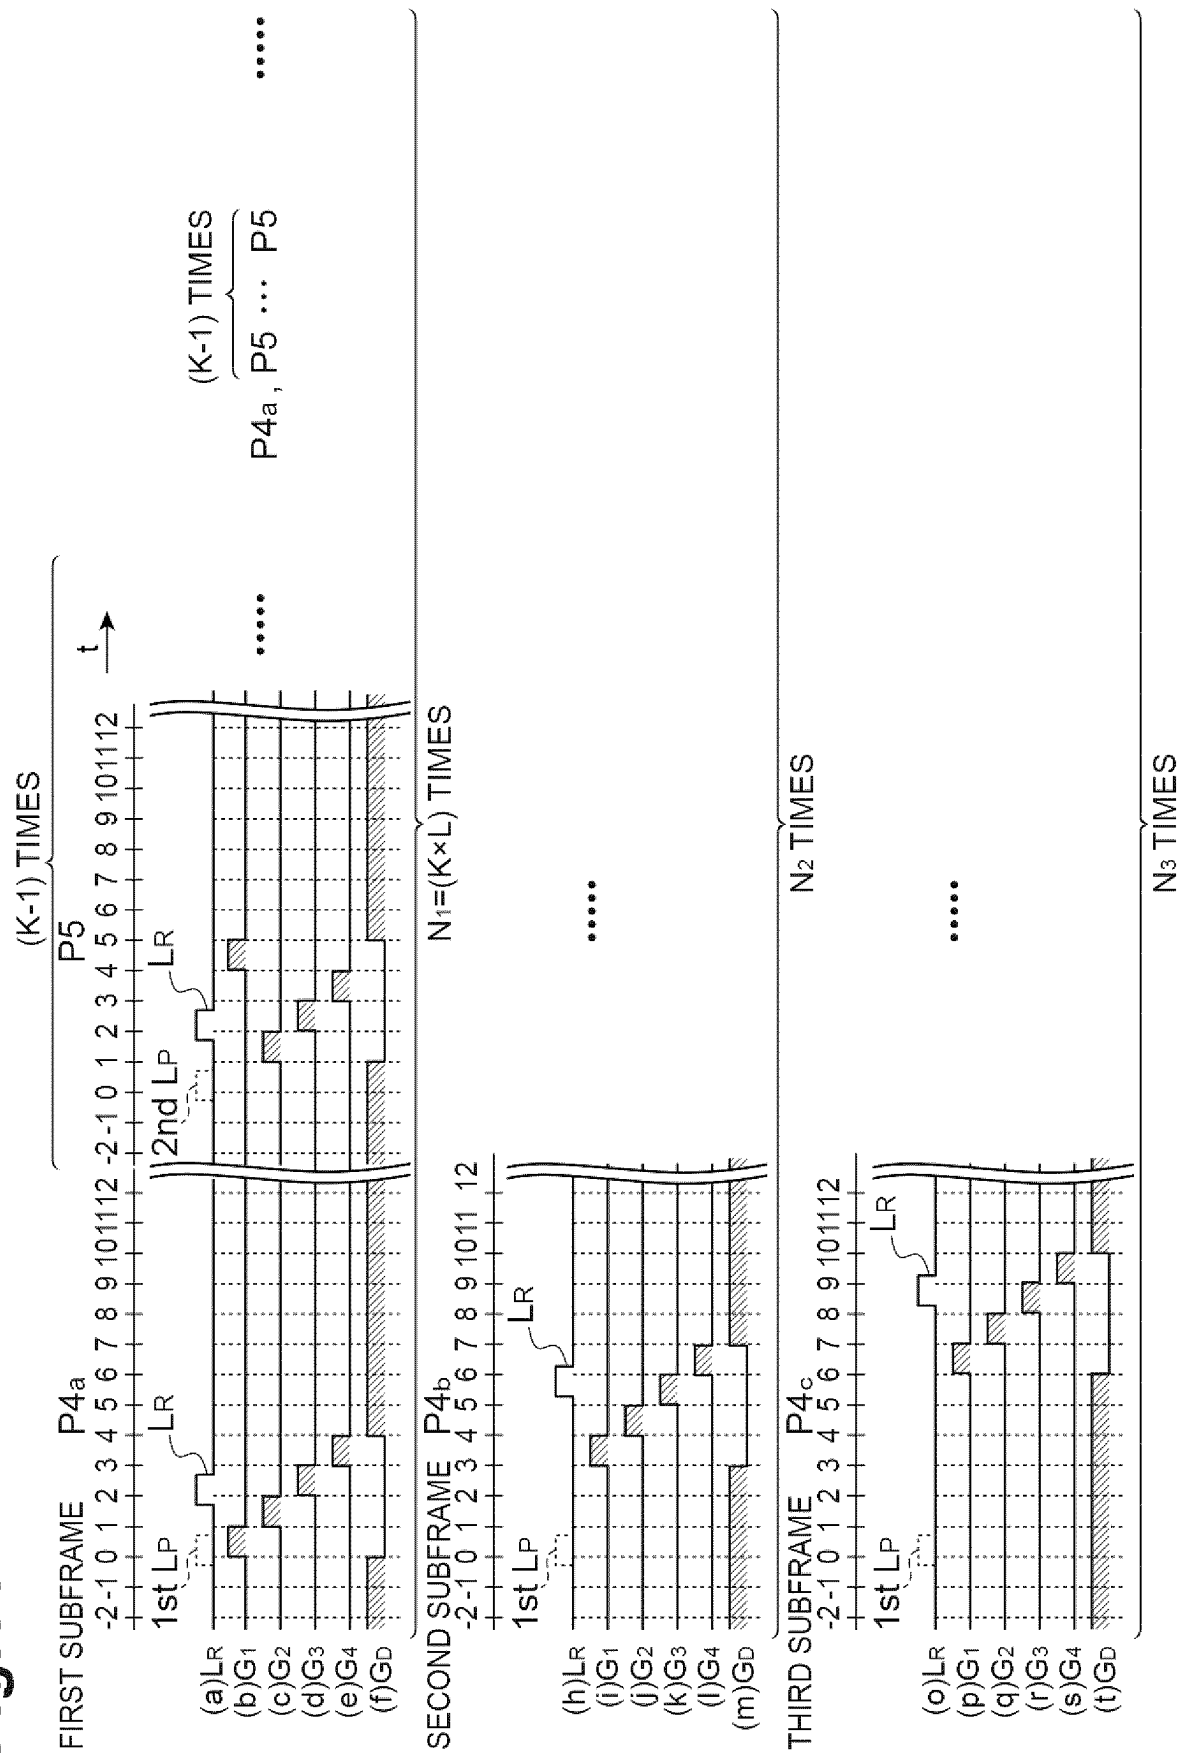 (K-1) TIMES
FIRST SUBFRAME P4a P5 t
-2 -1 0 1 2 3 4 5 6 7 8 9 10 11 12 -2 -1 0 1 2 3 4 5 6 7 8 9 10 11 12
1st LP LR 2nd LP LR
(K-1) TIMES
P4a , P5 ... P5
.....
.....
(a)LR
(b)G1
(c)G2
(d)G3
(e)G4
(f)GD
N1=(K×L) TIMES
SECOND SUBFRAME P4b
-2 -1 0 1 2 3 4 5 6 7 8 9 10 11 12
1st LP LR
.....
(h)LR
(i)G1
(j)G2
(k)G3
(l)G4
(m)GD
N2 TIMES
THIRD SUBFRAME P4c
-2 -1 0 1 2 3 4 5 6 7 8 9 10 11 12
1st LP LR
.....
(o)LR
(p)G1
(q)G2
(r)G3
(s)G4
(t)GD
N3 TIMES